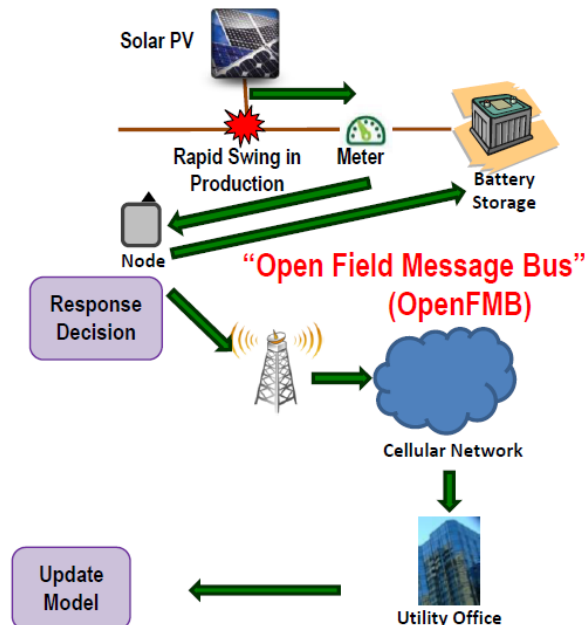 Solar PV
Rapid Swing in
Production
Meter
Battery
Storage
Node
“Open Field Message Bus”
(OpenFMB)
Response
Decision
Cellular Network
Update
Model
Utility Office